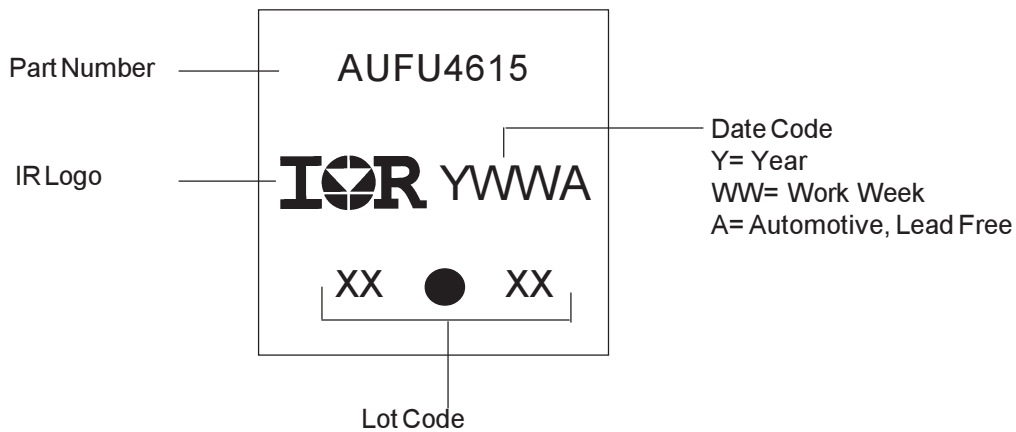 Part Number
AUFU4615
IR Logo
IOR YWWA
Date Code
Y= Year
WW= Work Week
A= Automotive, Lead Free
XX XX
Lot Code